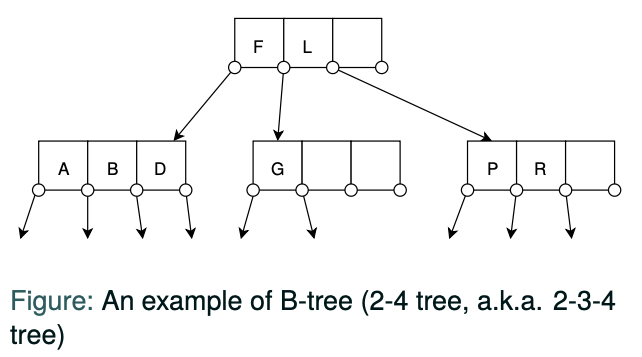 F L
A B D
G
P R
Figure: An example of B-tree (2-4 tree, a.k.a. 2-3-4
tree)